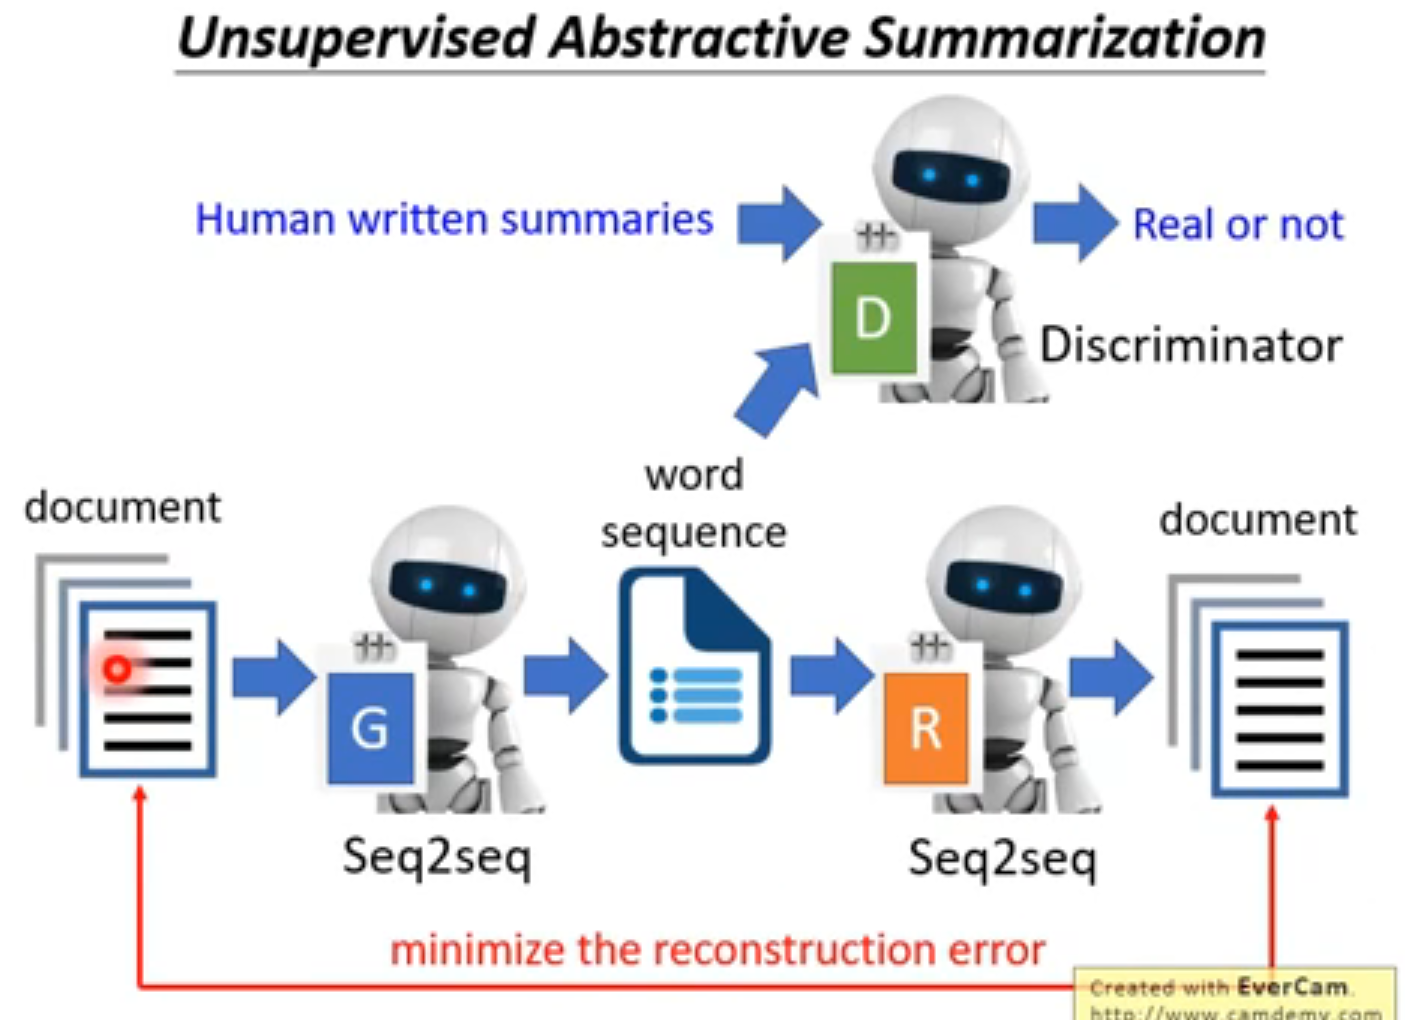 Unsupervised Abstractive Summarization
Human written summaries
Real or not
D
Discriminator
word
sequence
document
document
G
R
Seq2seq
Seq2seq
minimize the reconstruction error
Created with EverCam.
http://www.camdemy.com